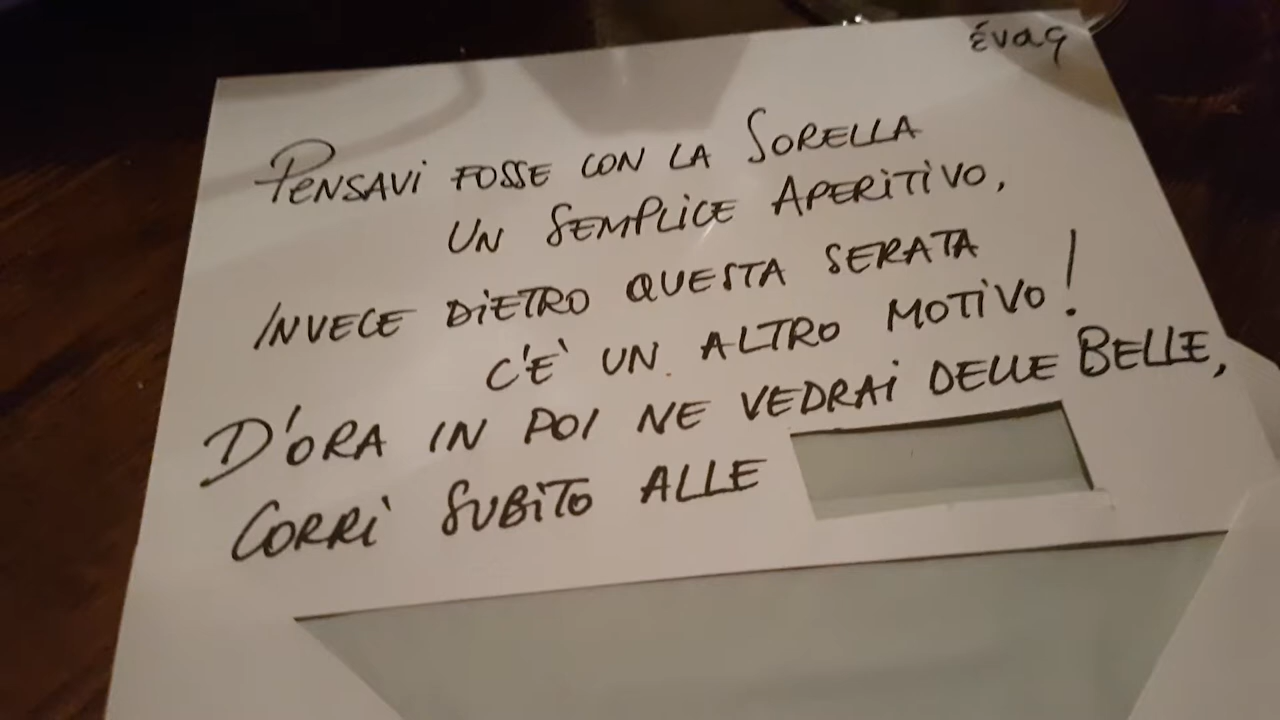 évag
PENSAVI FOSSE CON LA SORELLA
UN SEMPLICE APERITIVO,
INVECE DIETRO QUESTA SERATA
C'È UN ALTRO MOTIVO!
D'ORA IN POI NE VEDRAI DELLE BELLE,
CORRI SUBITO ALLE